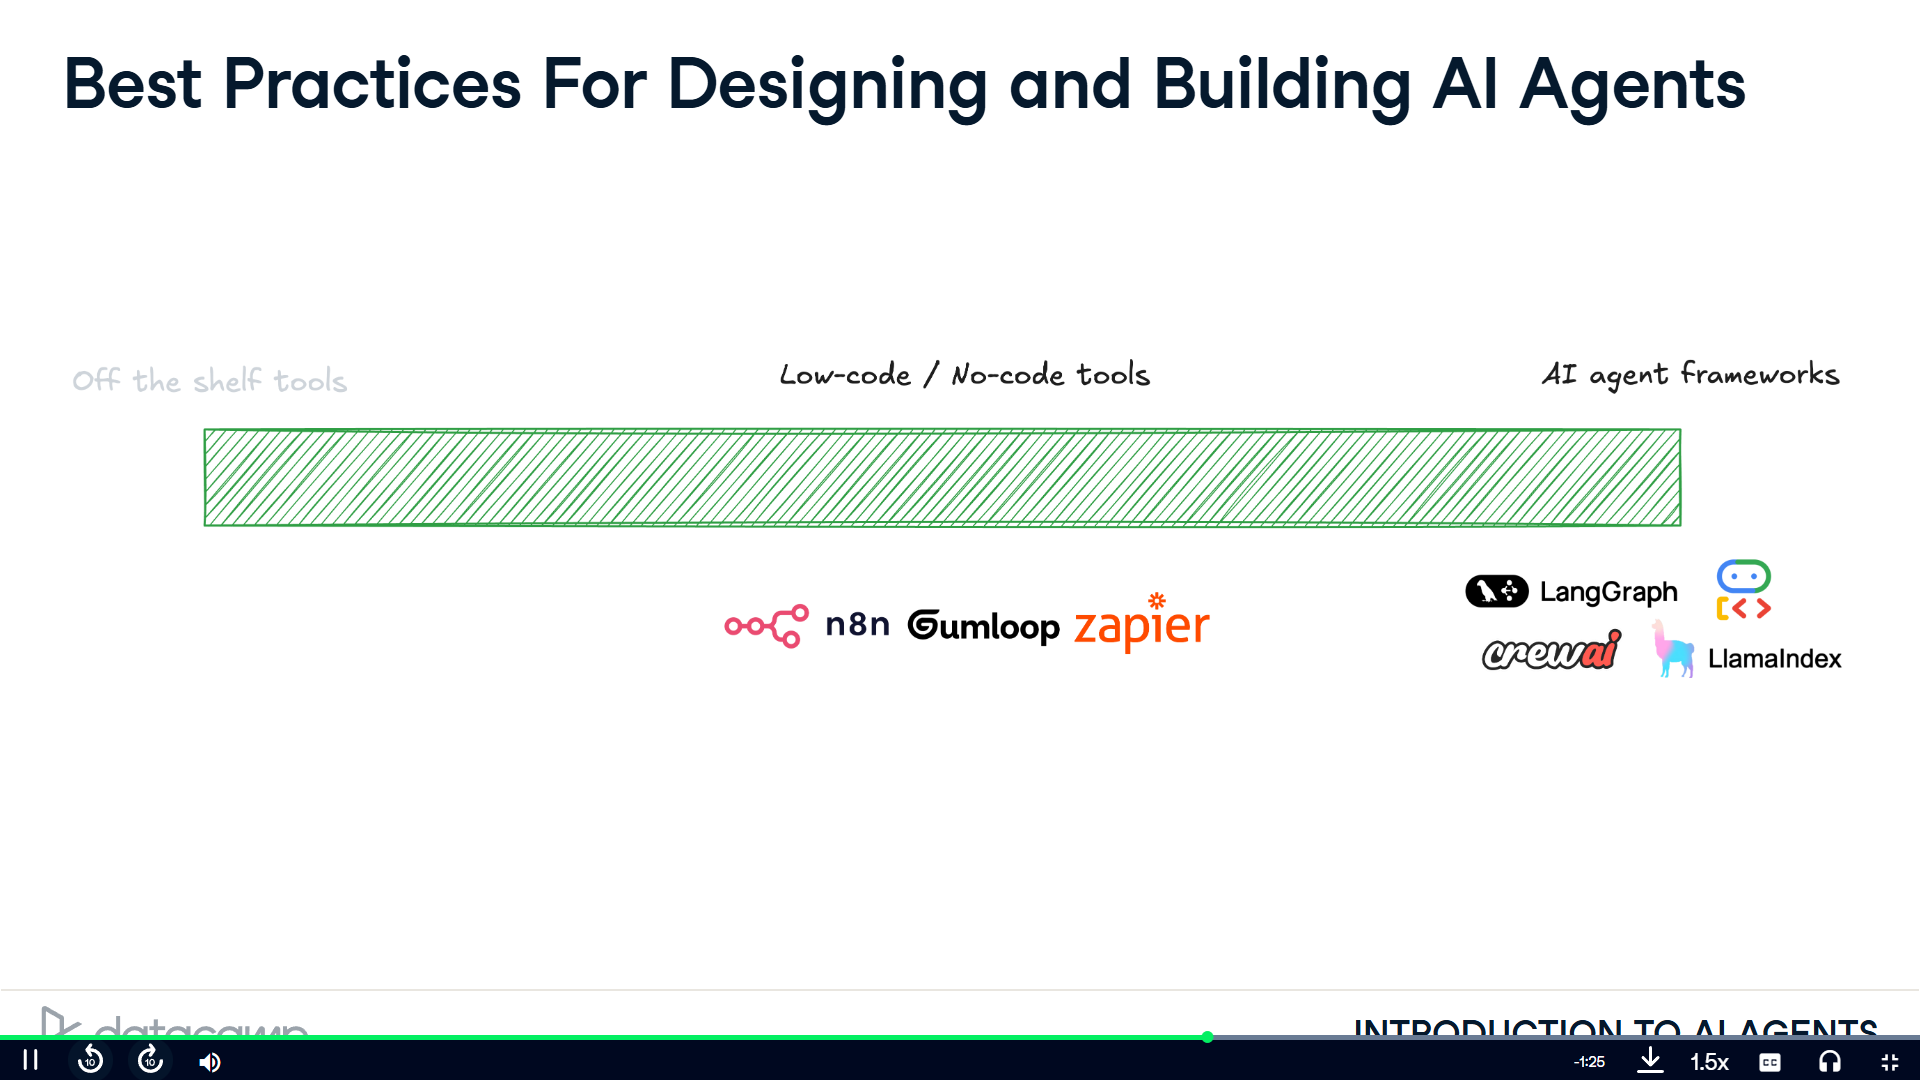 Best Practices For Designing and Building AI Agents
Off the shelf tools
Low-code / No-code tools
AI agent frameworks
n8n
Gumloop
zapier
LangGraph
crewai
LlamaIndex
datacamp
INTRODUCTION TO AI AGENTS
10
10
-1:25
1.5x
CC